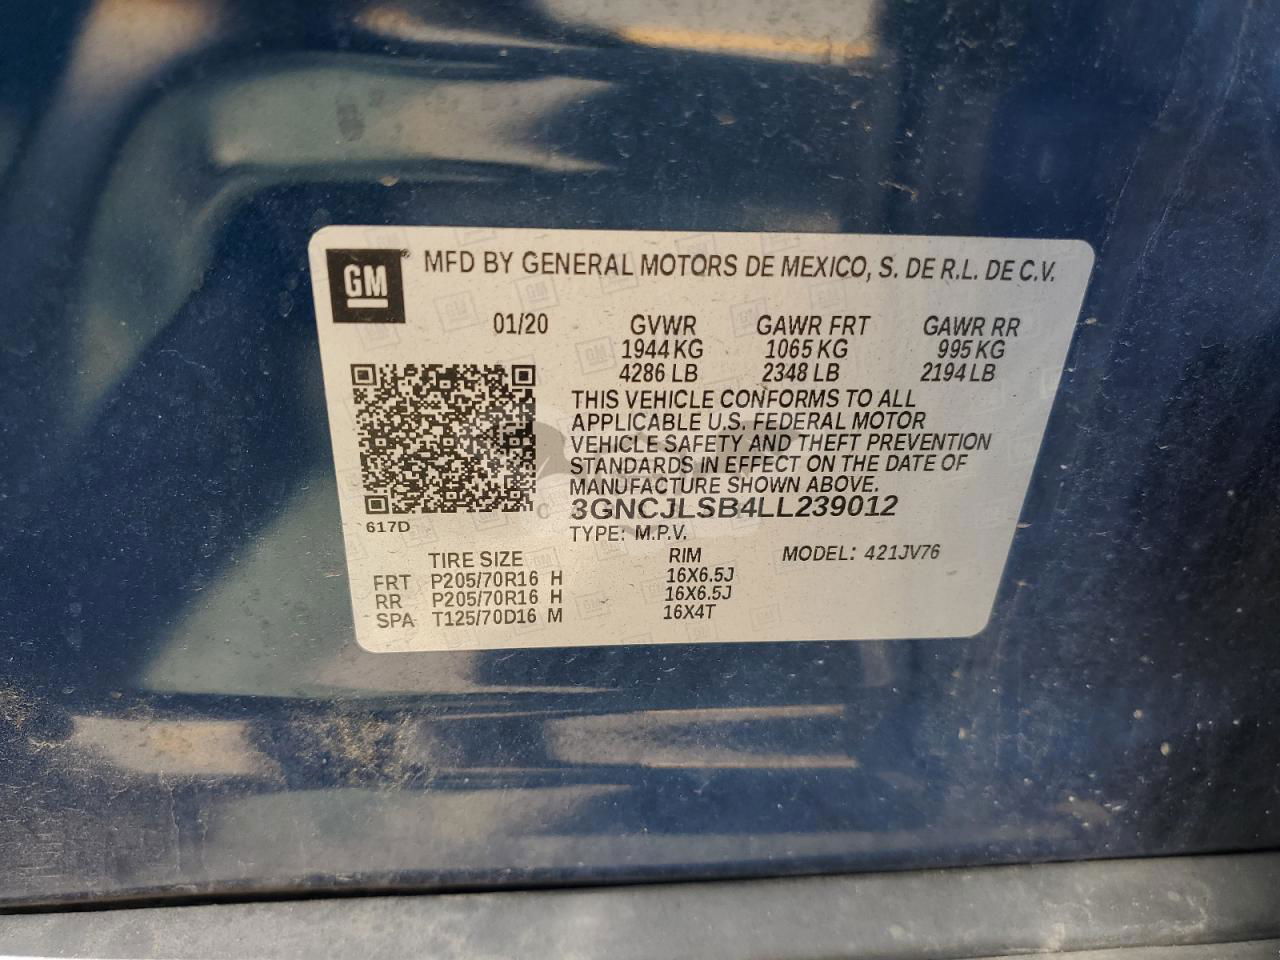 GM MFD BY GENERAL MOTORS DE MEXICO, S. DE R.L. DE C.V.
01/20 GVWR GAWR FRT GAWR RR
1944 KG 1065 KG 995 KG
4286 LB 2348 LB 2194 LB
THIS VEHICLE CONFORMS TO ALL
APPLICABLE U.S. FEDERAL MOTOR
VEHICLE SAFETY AND THEFT PREVENTION
STANDARDS IN EFFECT ON THE DATE OF
MANUFACTURE SHOWN ABOVE.
C 3GNCJLSB4LL239012
617D TYPE: M.P.V.
TIRE SIZE RIM MODEL: 421JV76
FRT P205/70R16 H 16X6.5J
RR P205/70R16 H 16X6.5J
SPA T125/70D16 M 16X4T